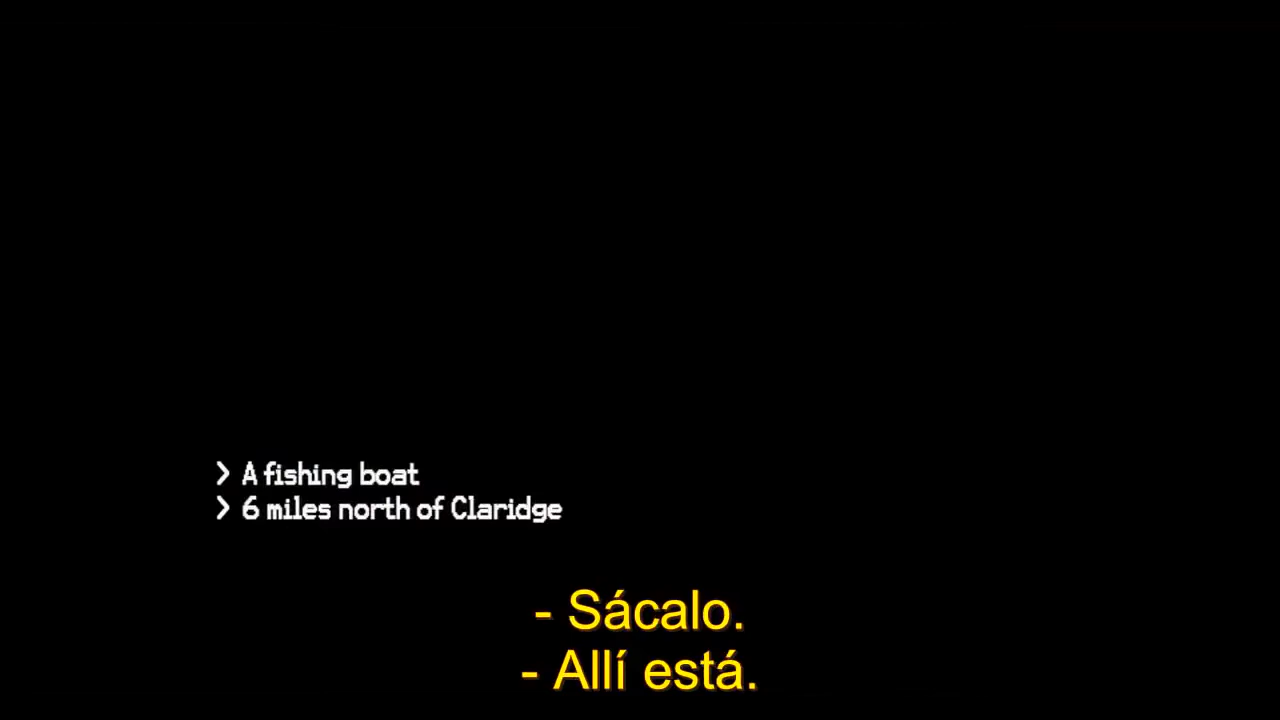 > A fishing boat
> 6 miles north of Claridge
- Sácalo.
- Allí está.